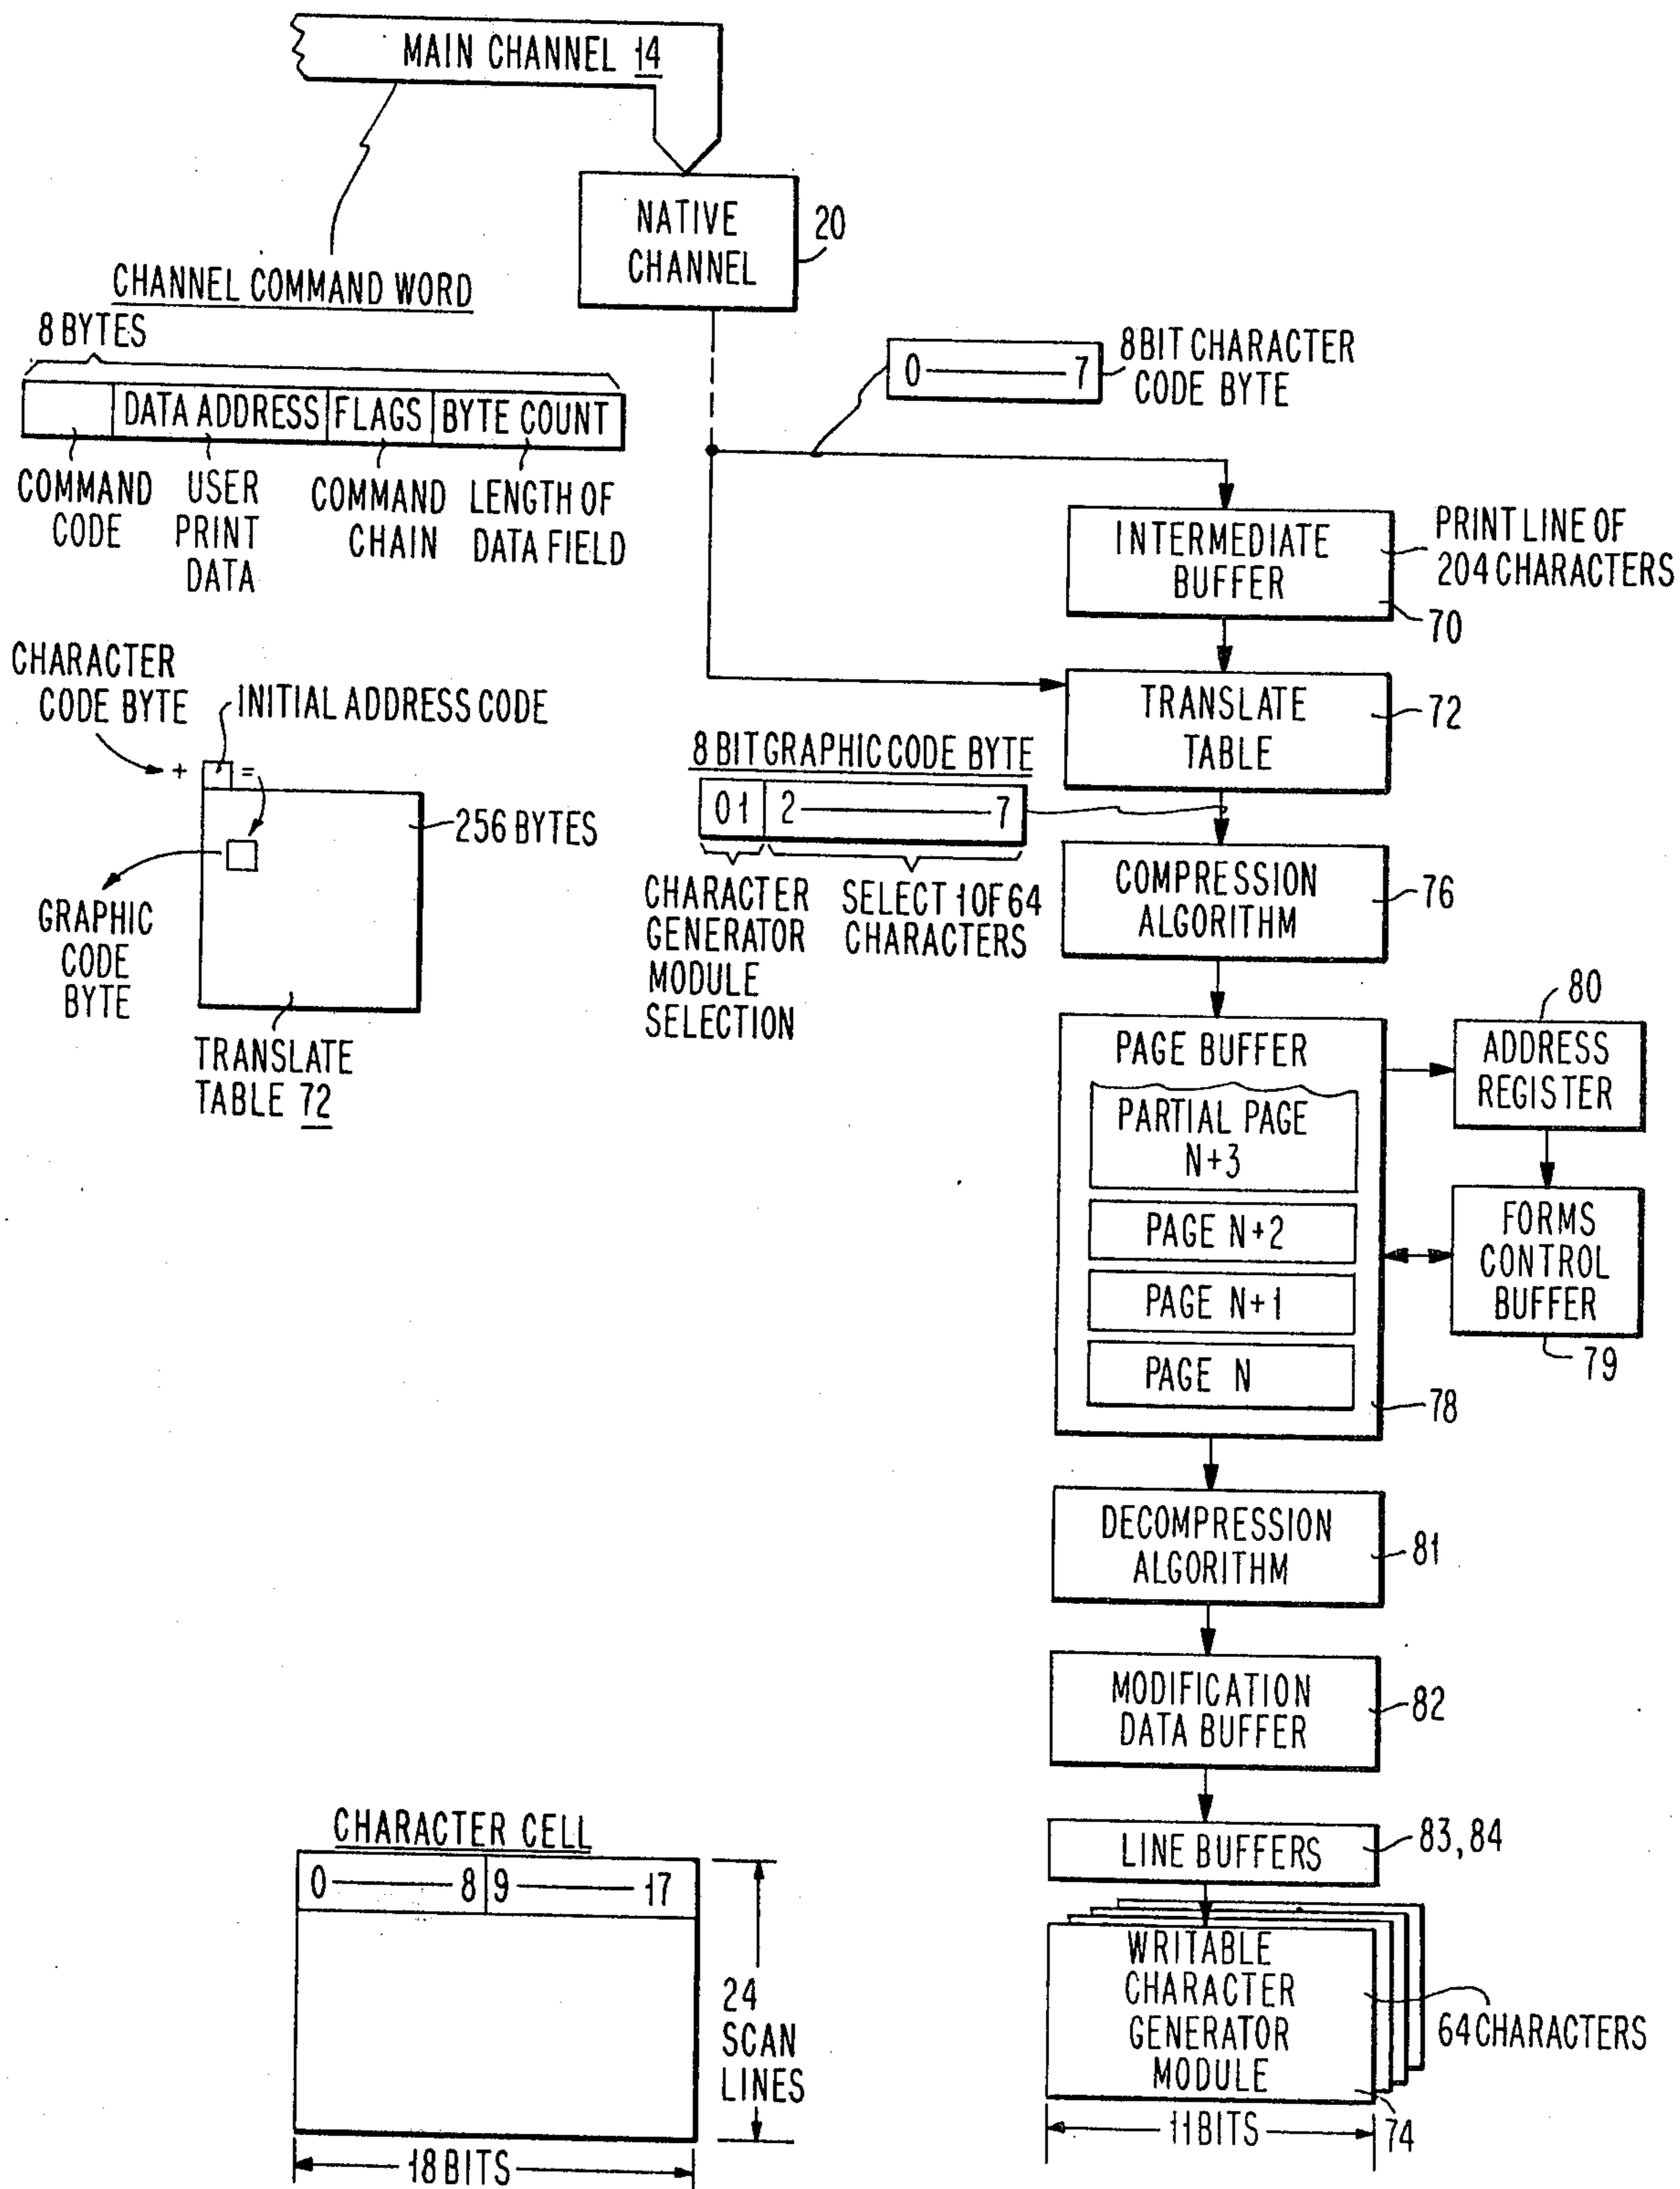 MAIN CHANNEL 14
NATIVE
CHANNEL
20
CHANNEL COMMAND WORD
8 BYTES
DATA ADDRESS FLAGS BYTE COUNT
COMMAND
CODE
USER
PRINT
DATA
COMMAND
CHAIN
LENGTH OF
DATA FIELD
0 7
8 BIT CHARACTER
CODE BYTE
INTERMEDIATE
BUFFER
PRINT LINE OF
204 CHARACTERS
70
CHARACTER
CODE BYTE
INITIAL ADDRESS CODE
+ =
256 BYTES
GRAPHIC
CODE
BYTE
TRANSLATE
TABLE 72
TRANSLATE
TABLE
72
8 BIT GRAPHIC CODE BYTE
0 1 2 7
CHARACTER
GENERATOR
MODULE
SELECTION
SELECT 1 OF 64
CHARACTERS
COMPRESSION
ALGORITHM
76
PAGE BUFFER
PARTIAL PAGE
N+3
PAGE N+2
PAGE N+1
PAGE N
78
80
ADDRESS
REGISTER
FORMS
CONTROL
BUFFER
79
DECOMPRESSION
ALGORITHM
81
MODIFICATION
DATA BUFFER
82
LINE BUFFERS
83, 84
WRITABLE
CHARACTER
GENERATOR
MODULE
64 CHARACTERS
74
11 BITS
CHARACTER CELL
0 8 9 17
24
SCAN
LINES
18 BITS